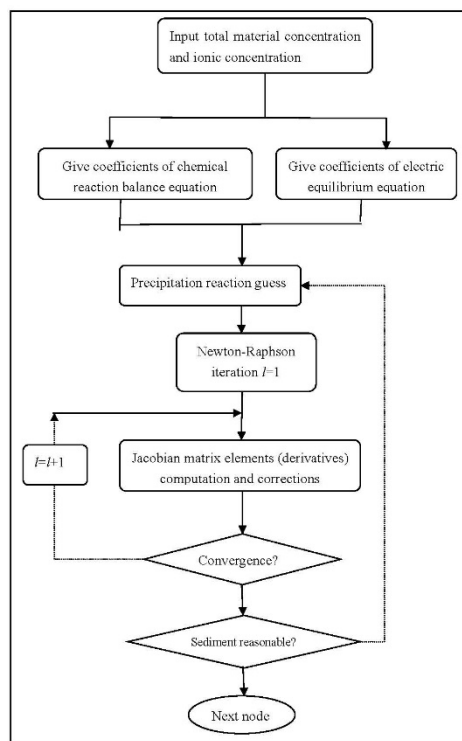 Input total material concentration
and ionic concentration
Give coefficients of chemical
reaction balance equation
Give coefficients of electric
equilibrium equation
Precipitation reaction guess
Newton-Raphson
iteration l=1
l=l+1
Jacobian matrix elements (derivatives)
computation and corrections
Convergence?
Sediment reasonable?
Next node